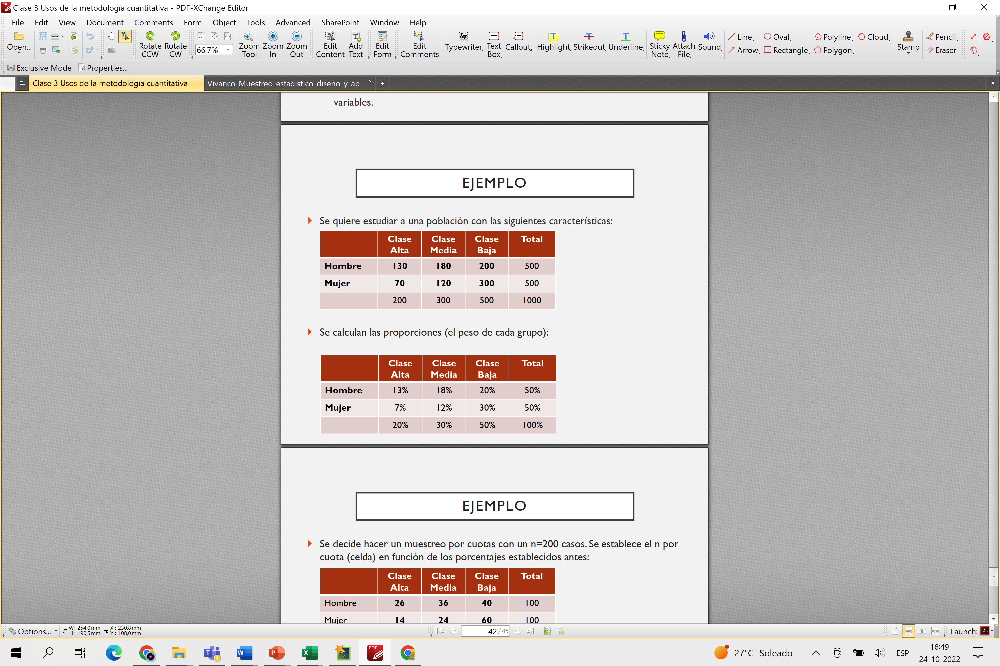 Clase 3 Usos de la metodología cuantitativa - PDF-XChange Editor
File Edit View Document Comments Form Object Tools Advanced SharePoint Window Help
Open... Rotate CCW Rotate CW 66,7% Zoom Tool Zoom In Zoom Out Edit Content Add Text Edit Form Edit Comments Typewriter Text Box Callout Highlight Strikeout Underline Sticky Note Attach File Sound Line Arrow Oval Rectangle Polyline Polygon Cloud Stamp Pencil Eraser
Exclusive Mode Properties...
Clase 3 Usos de la metodología cuantitativa Vivanco_Muestreo_estadistico_diseno_y_ap
variables.
EJEMPLO
Se quiere estudiar a una población con las siguientes características:
Clase Alta Clase Media Clase Baja Total
Hombre 130 180 200 500
Mujer 70 120 300 500
200 300 500 1000
Se calculan las proporciones (el peso de cada grupo):
Clase Alta Clase Media Clase Baja Total
Hombre 13% 18% 20% 50%
Mujer 7% 12% 30% 50%
20% 30% 50% 100%
EJEMPLO
Se decide hacer un muestreo por cuotas con un n=200 casos. Se establece el n por
cuota (celda) en función de los porcentajes establecidos antes:
Clase Alta Clase Media Clase Baja Total
Hombre 26 36 40 100
Mujer 14 24 60 100
Options... W: 254,0 mm X: 230,8 mm 42 / 45 Launch:
H: 190,5 mm Y: 108,0 mm
27°C Soleado ESP 16:49
24-10-2022